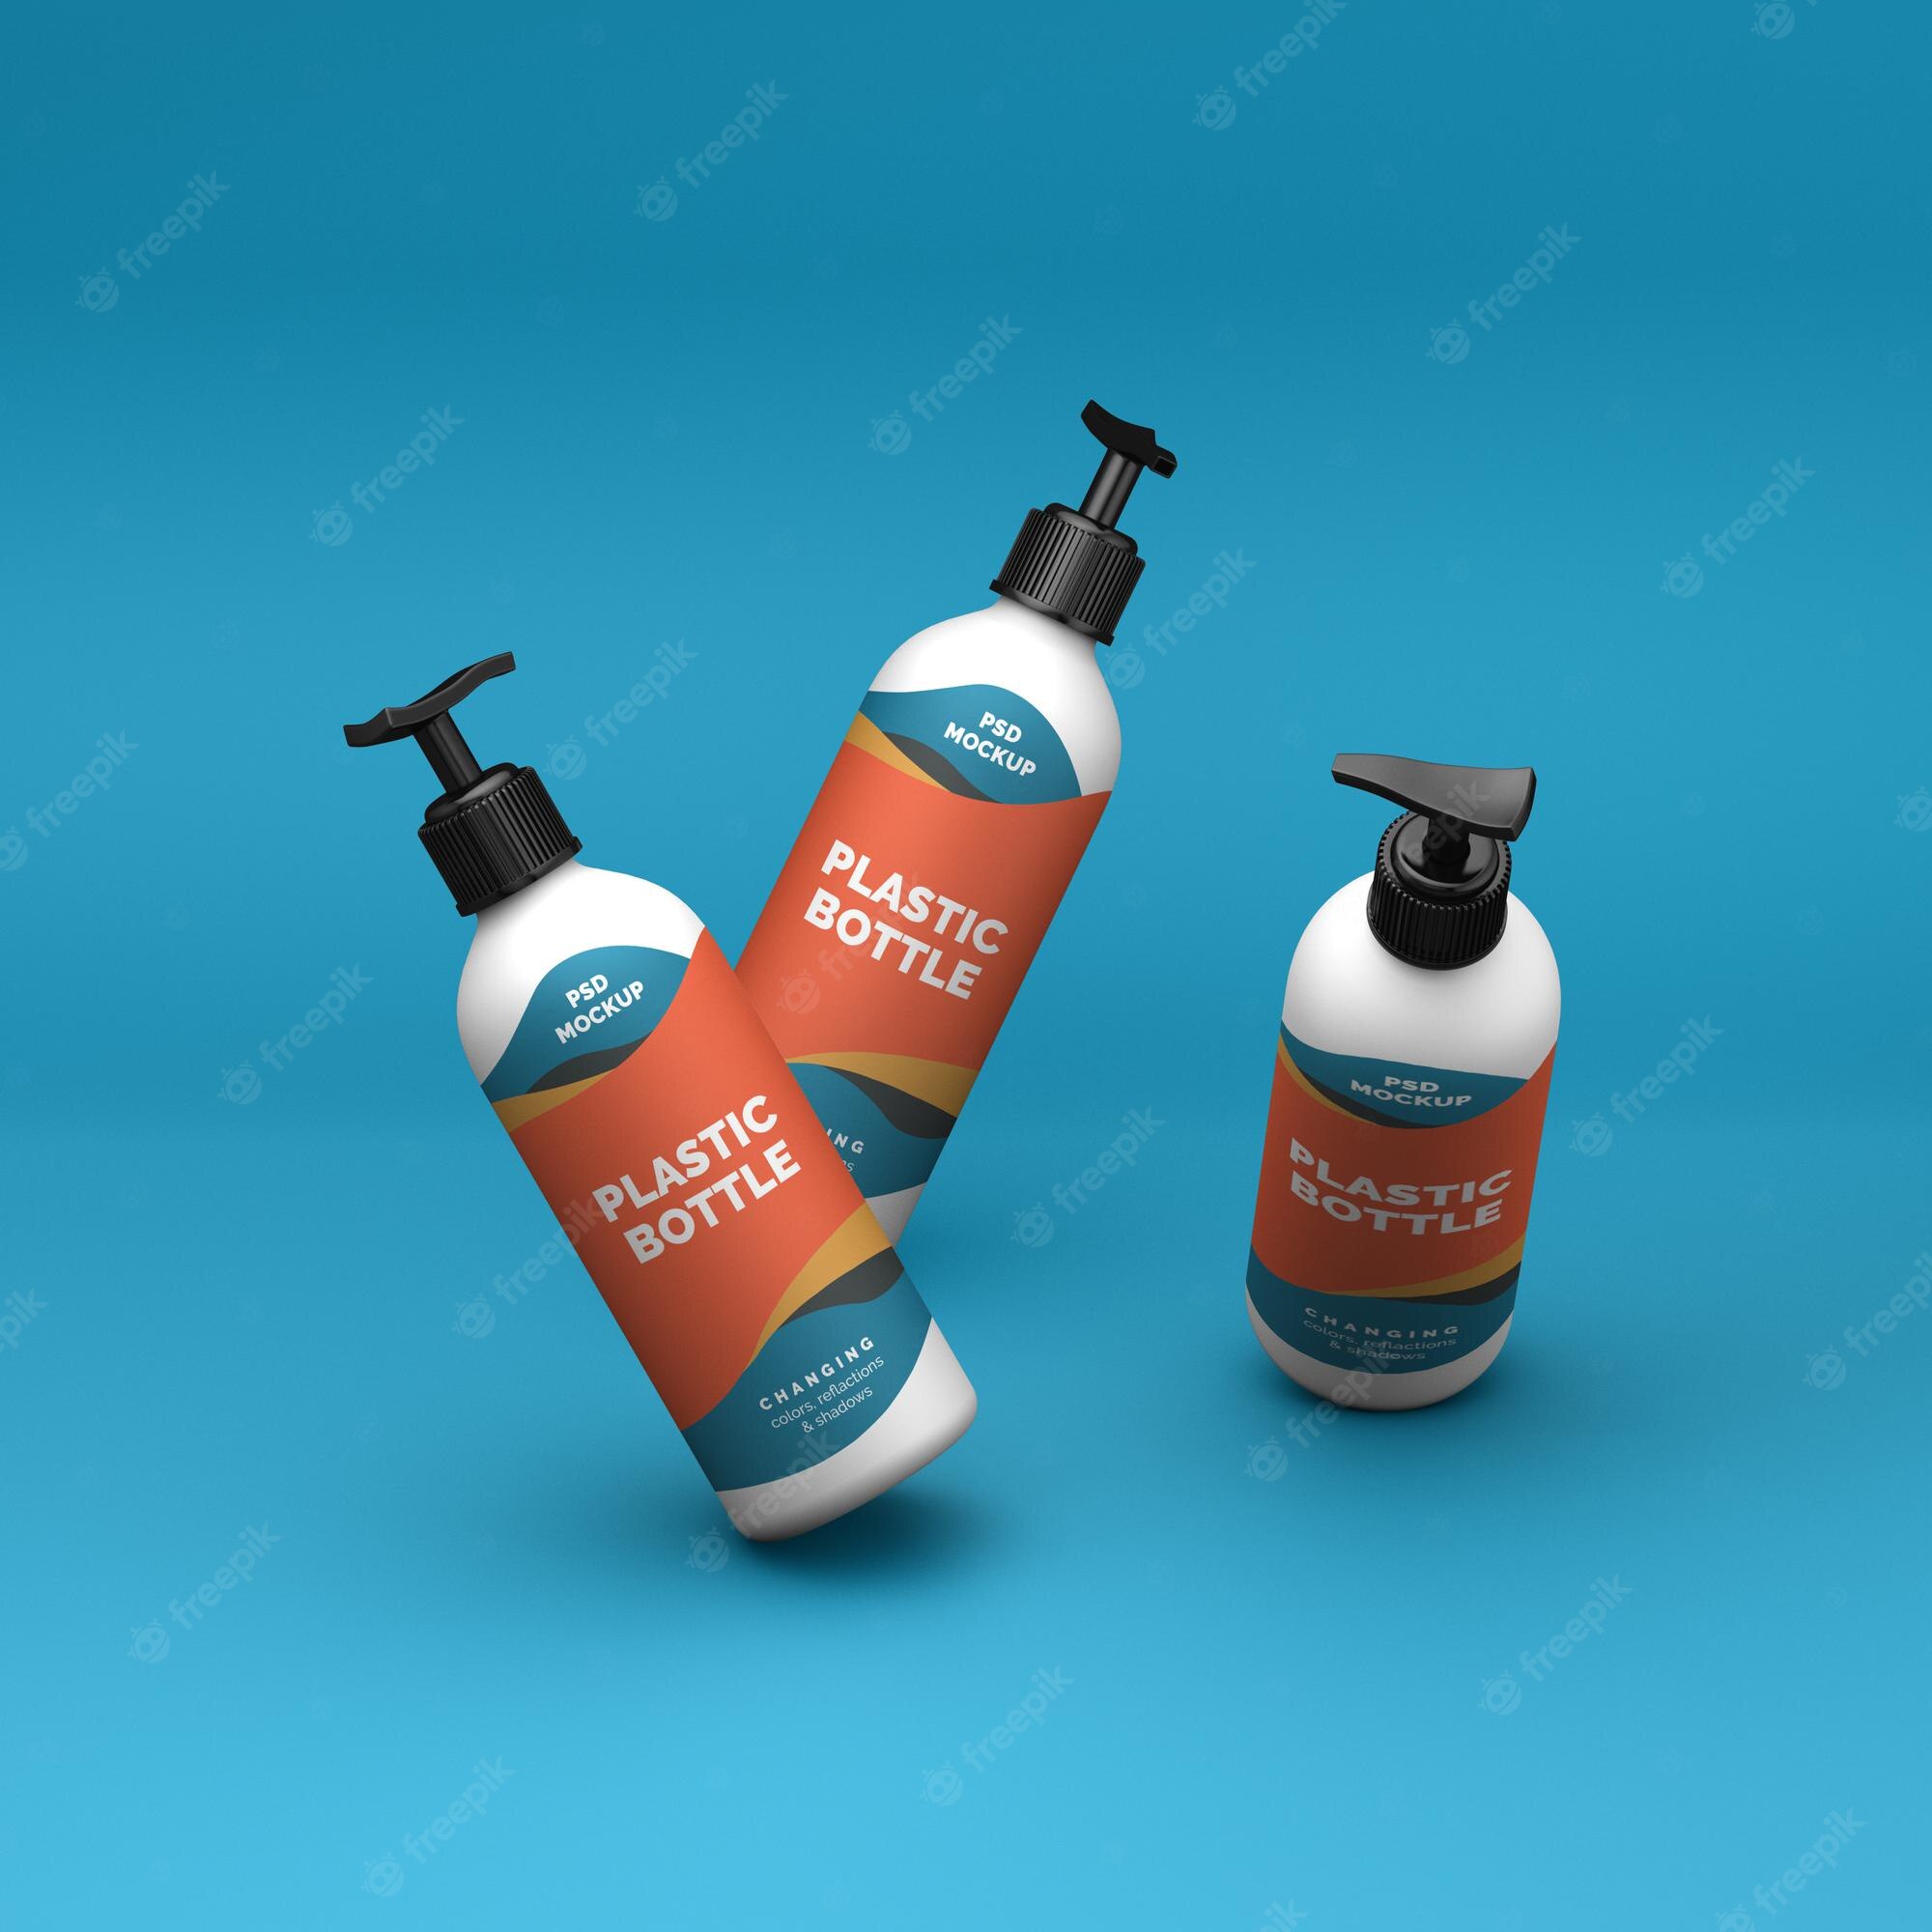 PSD
MOCKUP
PLASTIC
BOTTLE
CHANGING
colors, reflactions
& shadows
PSD
MOCKUP
PLASTIC
BOTTLE
PSD
MOCKUP
PLASTIC
BOTTLE
CHANGING
colors, reflactions
& shadows
freepik